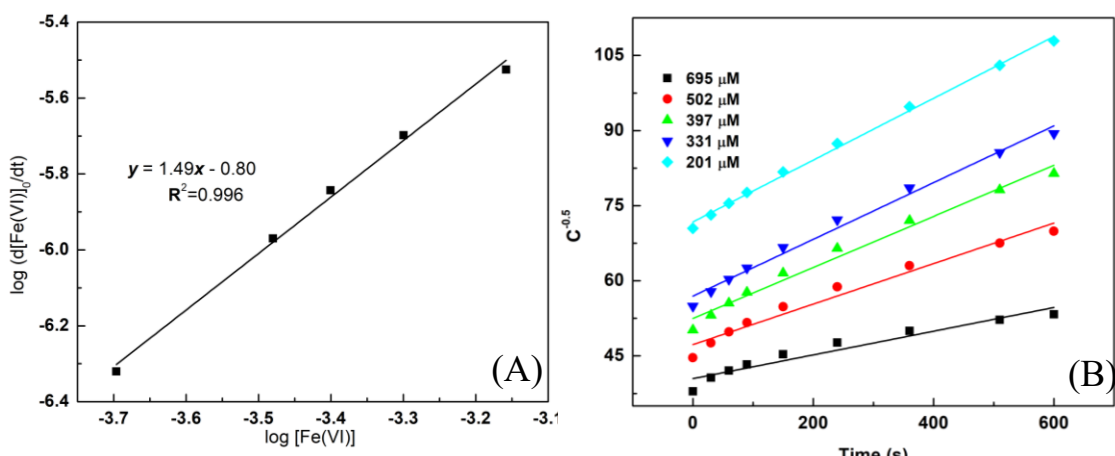 -5.4
-5.6
-5.8
-6.0
-6.2
-6.4
log (d[Fe(VI)]₀/dt)
y = 1.49x - 0.80
R²=0.996
(A)
-3.7 -3.6 -3.5 -3.4 -3.3 -3.2 -3.1
log [Fe(VI)]
105
90
75
60
45
C⁻⁰·⁵
695 µM
502 µM
397 µM
331 µM
201 µM
(B)
0 200 400 600
Time (s)